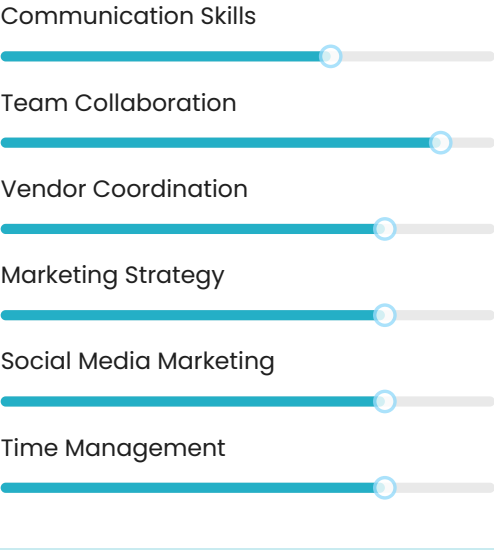 Communication Skills
Team Collaboration
Vendor Coordination
Marketing Strategy
Social Media Marketing
Time Management